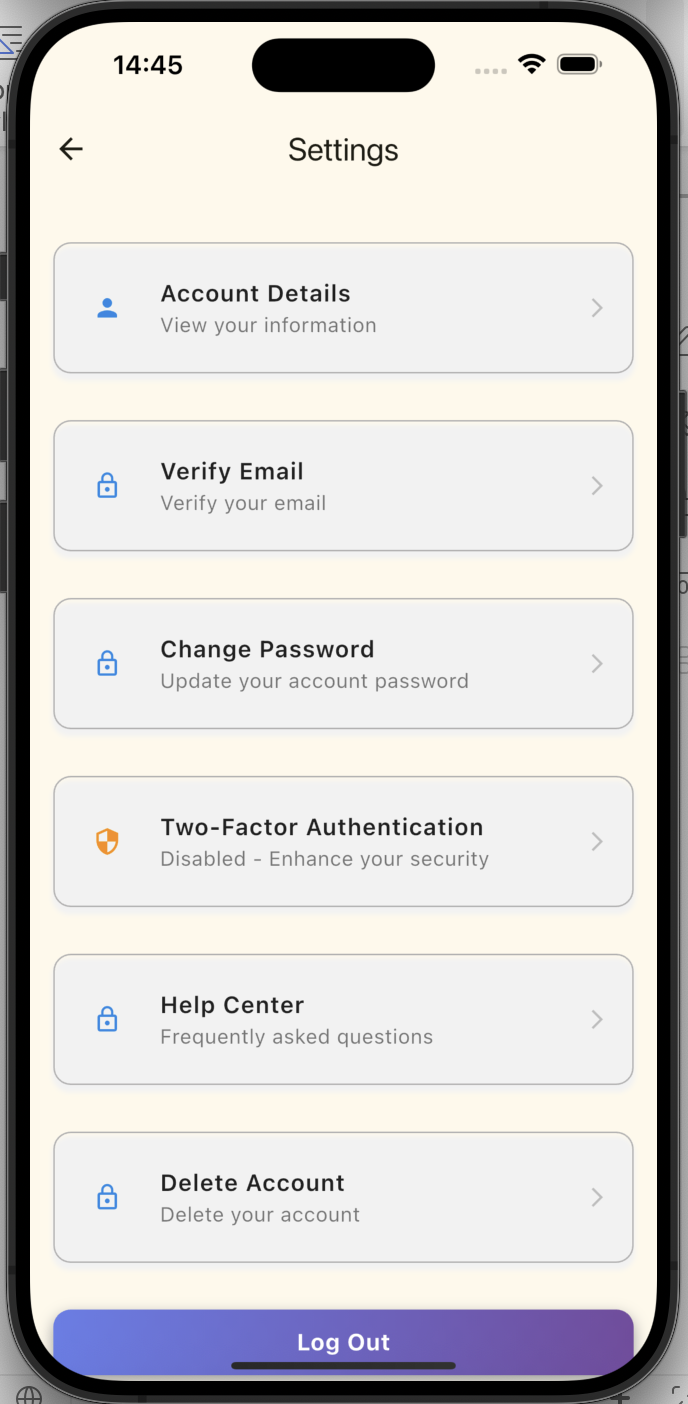 14:45
Settings
Account Details
View your information
Verify Email
Verify your email
Change Password
Update your account password
Two-Factor Authentication
Disabled - Enhance your security
Help Center
Frequently asked questions
Delete Account
Delete your account
Log Out